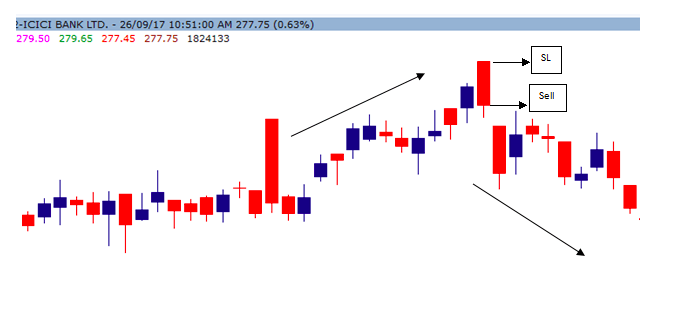 -ICICI BANK LTD. - 26/09/17 10:51:00 AM 277.75 (0.63%)
279.50 279.65 277.45 277.75 1824133
SL
Sell